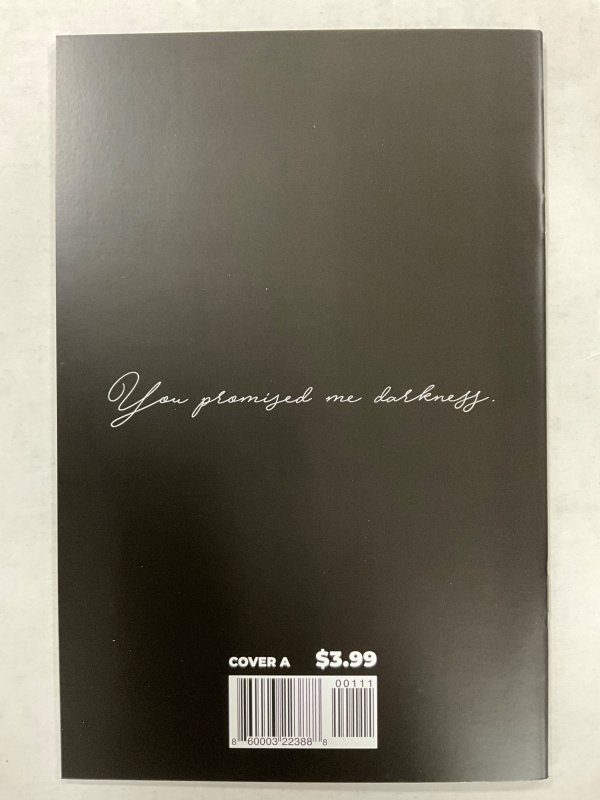 You promised me darkness.
COVER A $3.99
00111
8 60003 22388 8